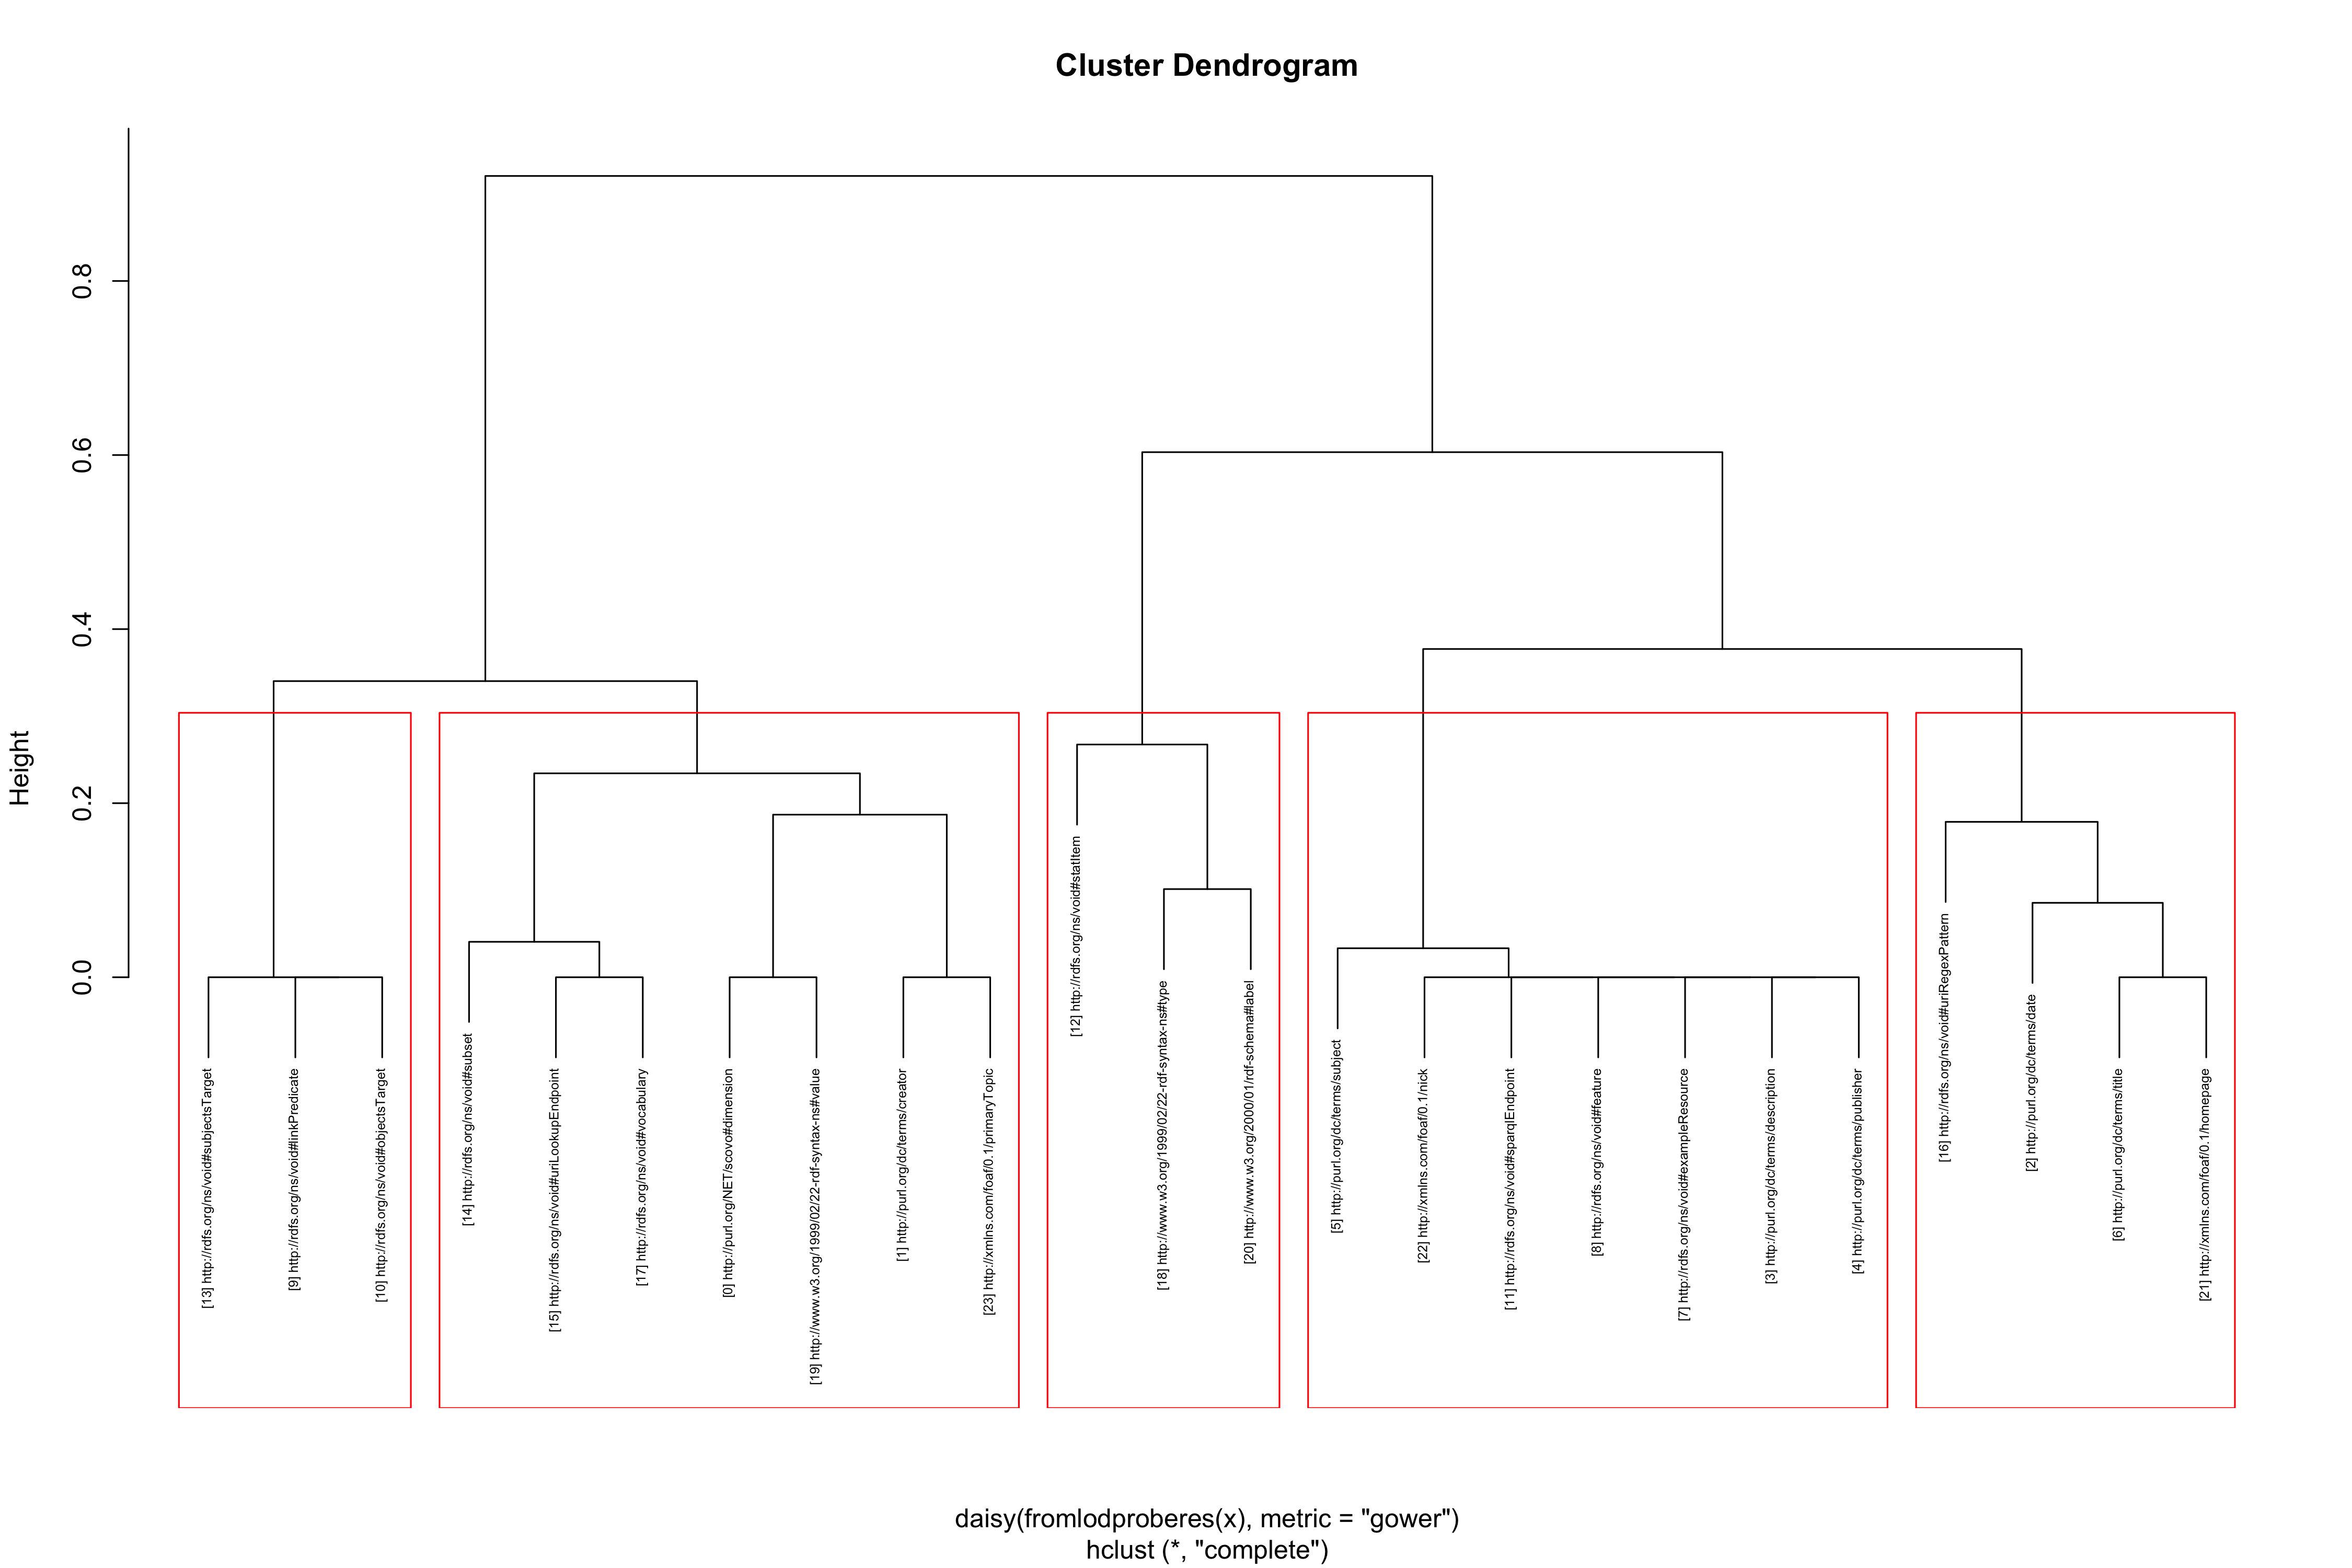 Cluster Dendrogram
Height
0.0
0.2
0.4
0.6
0.8
[13] http://rdfs.org/ns/void#subjectsTarget
[9] http://rdfs.org/ns/void#linkPredicate
[10] http://rdfs.org/ns/void#objectsTarget
[14] http://rdfs.org/ns/void#subset
[15] http://rdfs.org/ns/void#uriLookupEndpoint
[17] http://rdfs.org/ns/void#vocabulary
[0] http://purl.org/NET/scovo#dimension
[19] http://www.w3.org/1999/02/22-rdf-syntax-ns#value
[1] http://purl.org/dc/terms/creator
[23] http://xmlns.com/foaf/0.1/primaryTopic
[12] http://rdfs.org/ns/void#statItem
[18] http://www.w3.org/1999/02/22-rdf-syntax-ns#type
[20] http://www.w3.org/2000/01/rdf-schema#label
[5] http://purl.org/dc/terms/subject
[22] http://xmlns.com/foaf/0.1/nick
[11] http://rdfs.org/ns/void#sparqlEndpoint
[8] http://rdfs.org/ns/void#feature
[7] http://rdfs.org/ns/void#exampleResource
[3] http://purl.org/dc/terms/description
[4] http://purl.org/dc/terms/publisher
[16] http://rdfs.org/ns/void#uriRegexPattern
[2] http://purl.org/dc/terms/date
[6] http://purl.org/dc/terms/title
[21] http://xmlns.com/foaf/0.1/homepage
daisy(fromlodproberes(x), metric = "gower")
hclust (*, "complete")